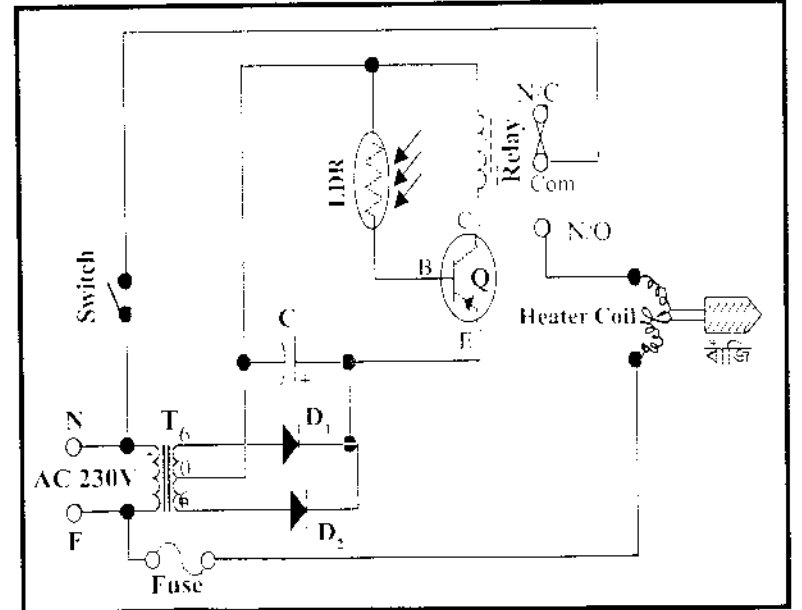 N/C
LDR
Relay
Com
C
N/O
B
Q
Switch
E
Heater Coil
বাঁজি
C
+
N
T
6
D₁
0
AC 230V
6
F
D₂
Fuse